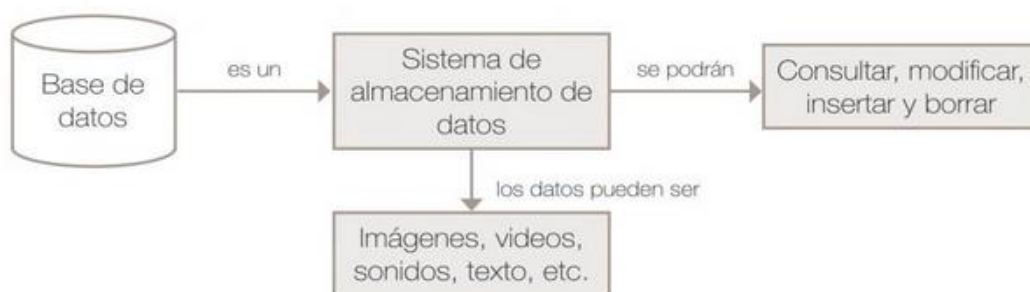 Base de
datos
es un
Sistema de
almacenamiento de
datos
se podrán
Consultar, modificar,
insertar y borrar
los datos pueden ser
Imágenes, videos,
sonidos, texto, etc.